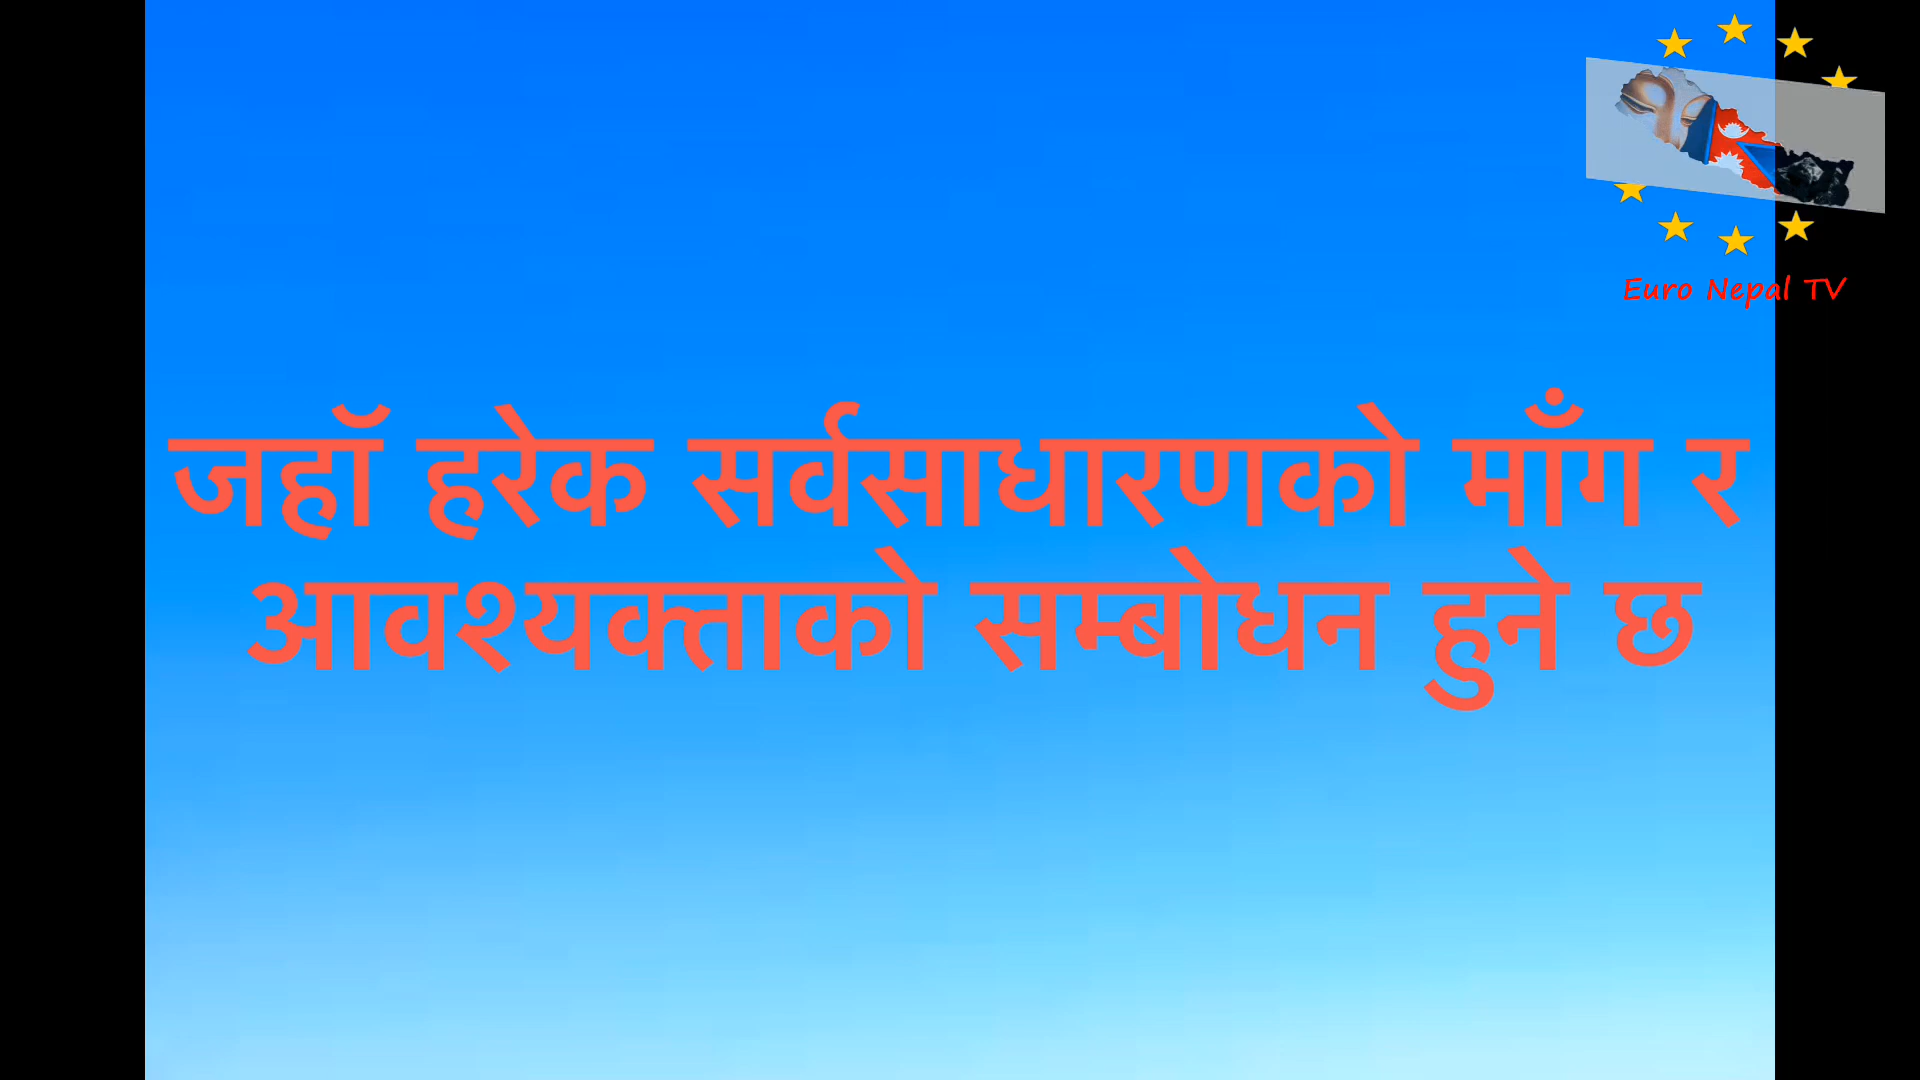 Euro Nepal TV
जहाॅ हरेक सर्वसाधारणको माँग र
आवश्यक्ताको सम्बोधन हुने छ